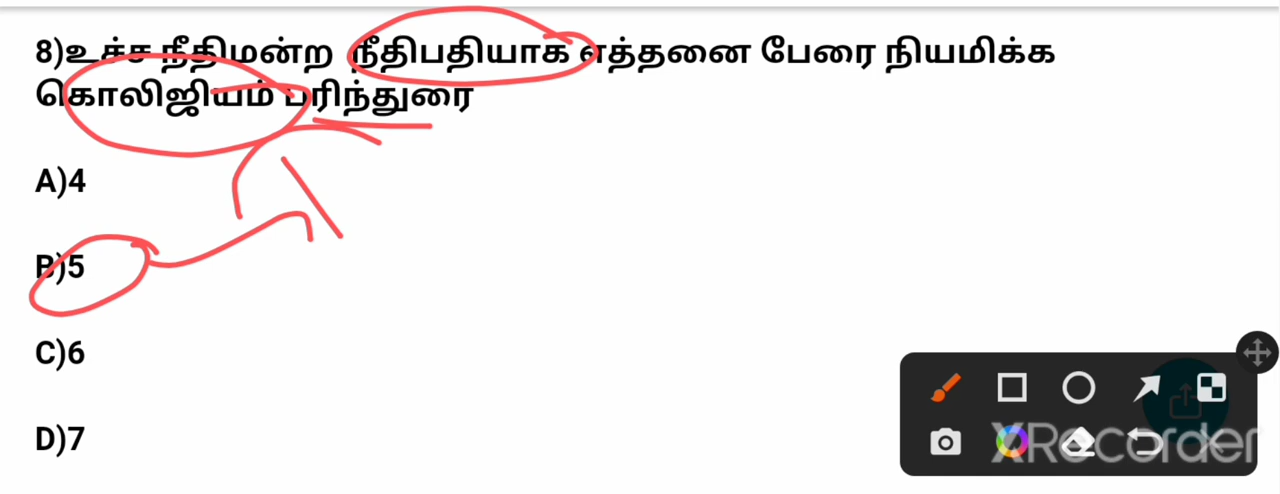 8)உச்ச நீதிமன்ற நீதிபதியாக எத்தனை பேரை நியமிக்க
கொலிஜியம் பரிந்துரை
A)4
B)5
C)6
D)7
XRecorder